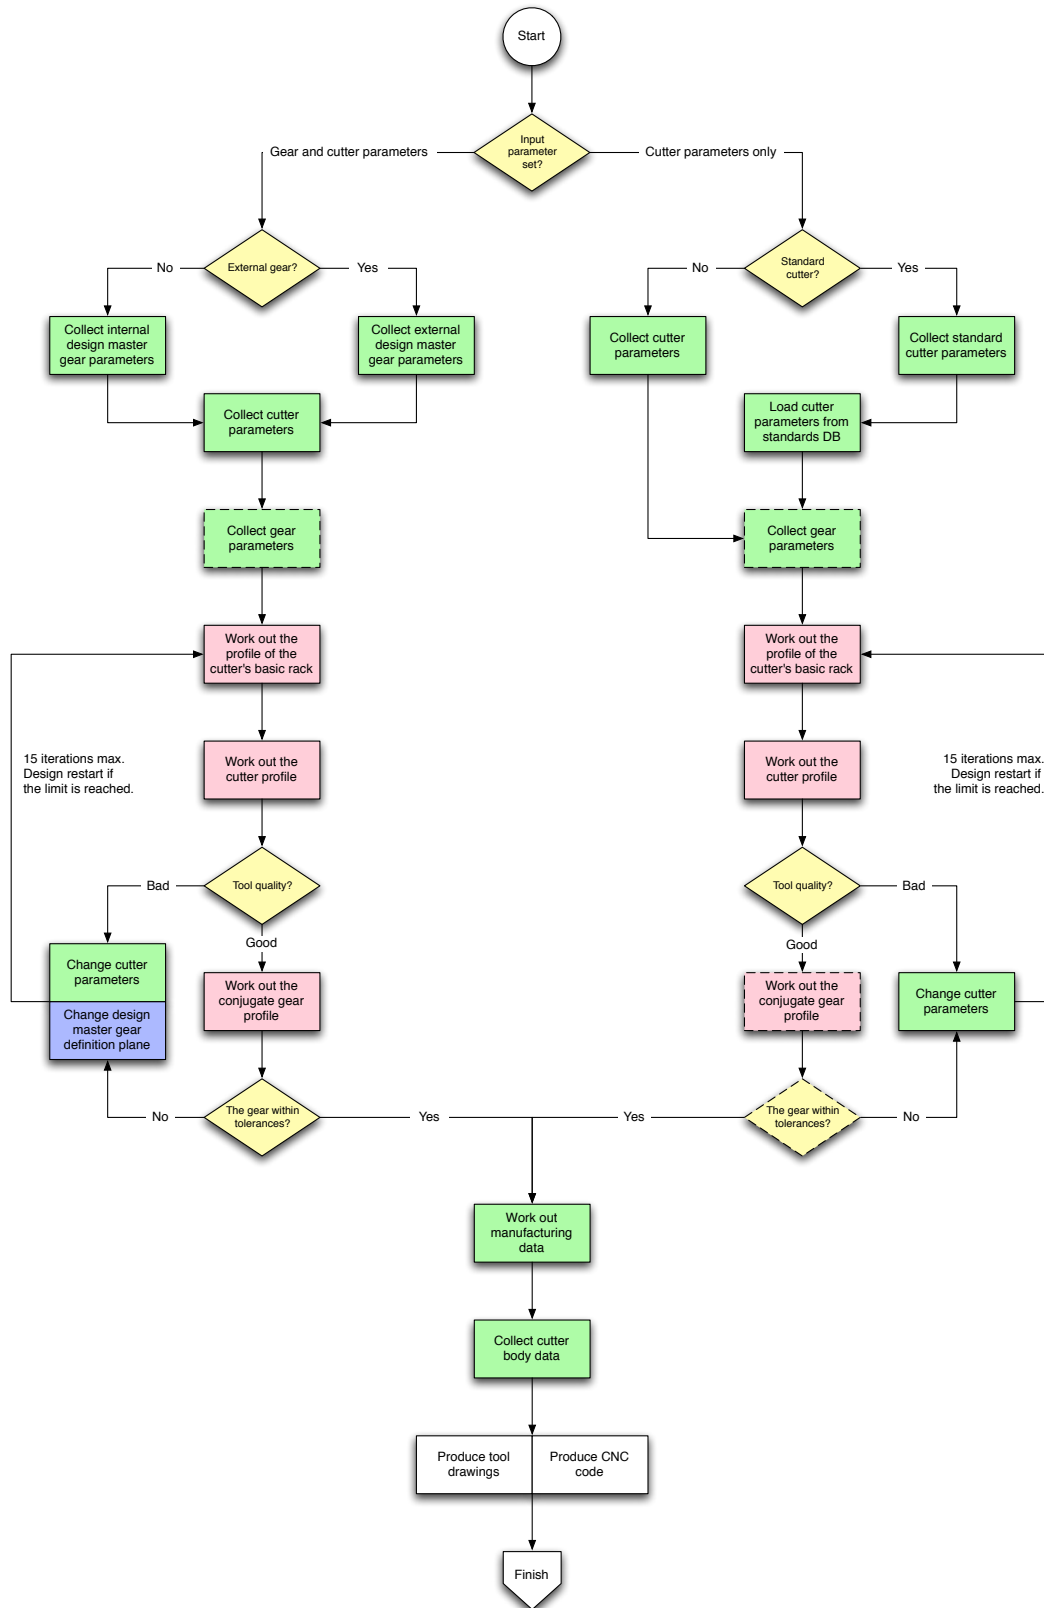 Start
Input
parameter
set?
Gear and cutter parameters
Cutter parameters only
External gear?
No
Yes
Standard
cutter?
No
Yes
Collect internal
design master
gear parameters
Collect external
design master
gear parameters
Collect cutter
parameters
Collect standard
cutter parameters
Collect cutter
parameters
Load cutter
parameters from
standards DB
Collect gear
parameters
Collect gear
parameters
Work out the
profile of the
cutter's basic rack
Work out the
profile of the
cutter's basic rack
15 iterations max.
Design restart if
the limit is reached.
Work out the
cutter profile
Work out the
cutter profile
15 iterations max.
Design restart if
the limit is reached.
Bad
Tool quality?
Tool quality?
Bad
Good
Good
Change cutter
parameters
Change design
master gear
definition plane
Work out the
conjugate gear
profile
Work out the
conjugate gear
profile
Change cutter
parameters
No
The gear within
tolerances?
Yes
Yes
The gear within
tolerances?
No
Work out
manufacturing
data
Collect cutter
body data
Produce tool
drawings
Produce CNC
code
Finish